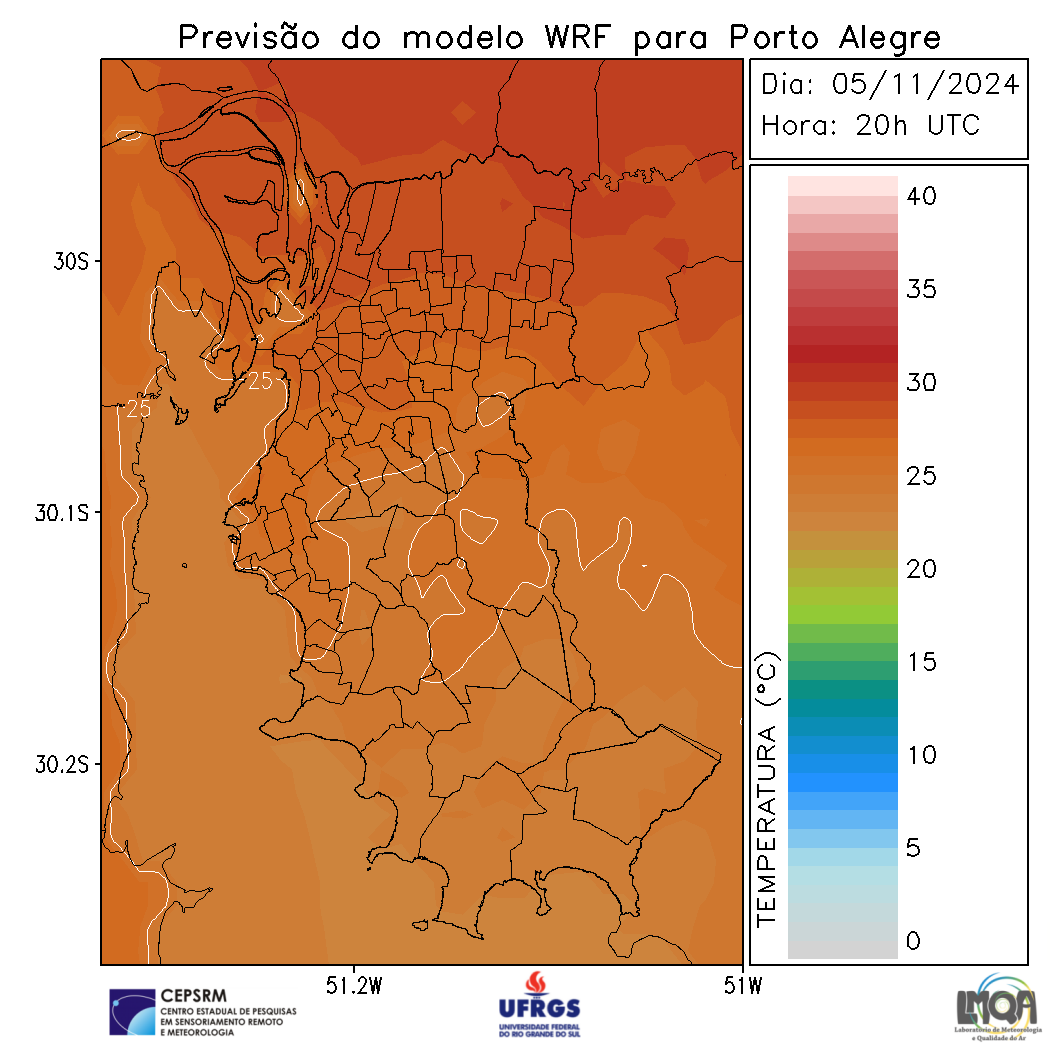 Previsão do modelo WRF para Porto Alegre
Dia: 05/11/2024
Hora: 20h UTC
40
35
30
25
20
15
10
5
0
TEMPERATURA (°C)
30S
30.1S
30.2S
25
25
51.2W
51W
CEPSRM
CENTRO ESTADUAL DE PESQUISAS
EM SENSORIAMENTO REMOTO
E METEOROLOGIA
UFRGS
UNIVERSIDADE FEDERAL
DO RIO GRANDE DO SUL
LMQA
Laboratório de Meteorologia
e Qualidade do Ar